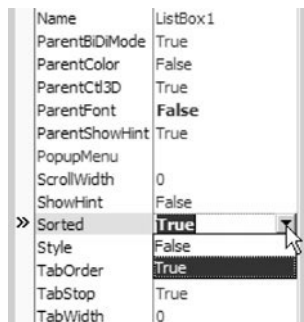 Name ListBox1
ParentBiDiMode True
ParentColor False
ParentCtl3D True
ParentFont False
ParentShowHint True
PopupMenu
ScrollWidth 0
ShowHint False
» Sorted True
Style False
TabOrder True
TabStop True
TabWidth 0